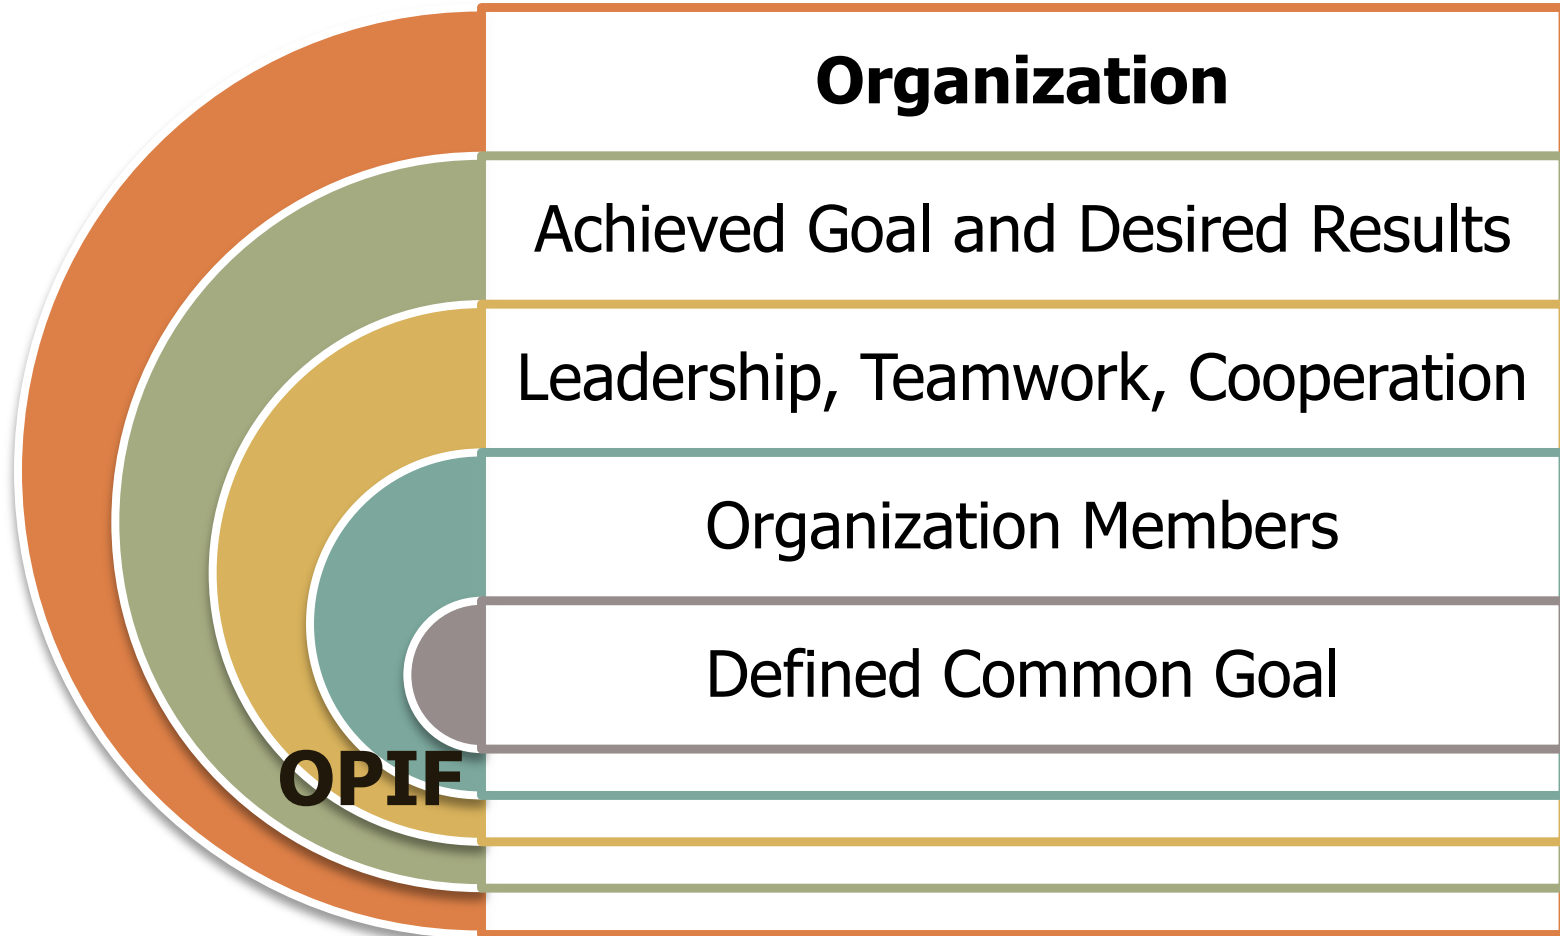 Organization
Achieved Goal and Desired Results
Leadership, Teamwork, Cooperation
Organization Members
Defined Common Goal
OPIF